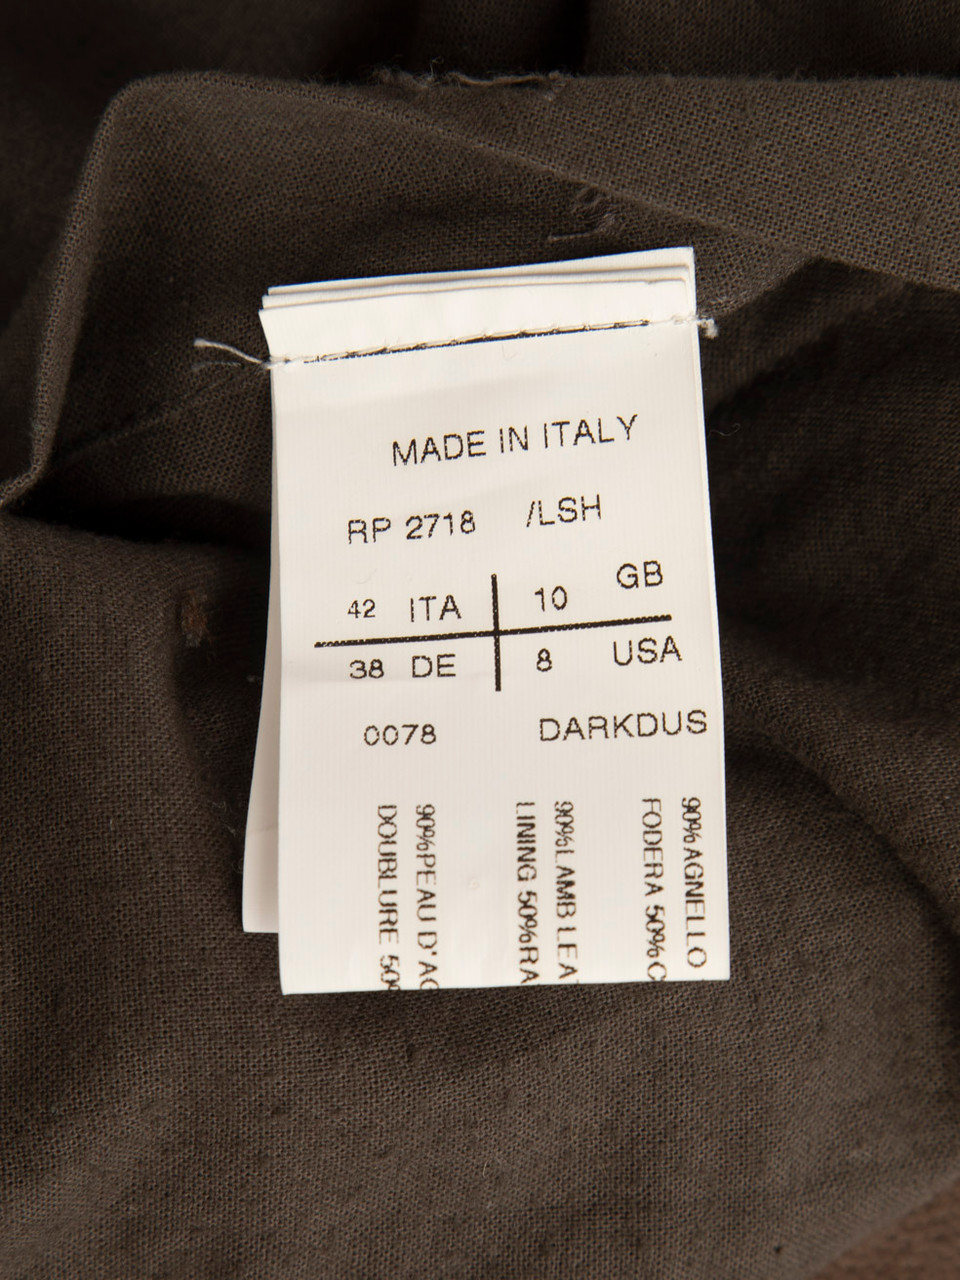 MADE IN ITALY
RP 2718 /LSH
42 ITA 10 GB
38 DE 8 USA
0078 DARKDUS
90%AGNELLO
FODERA 50%C
90%LAMB LEA
LINING 50%RA
90%PEAU D'AG
DOUBLURE 50%